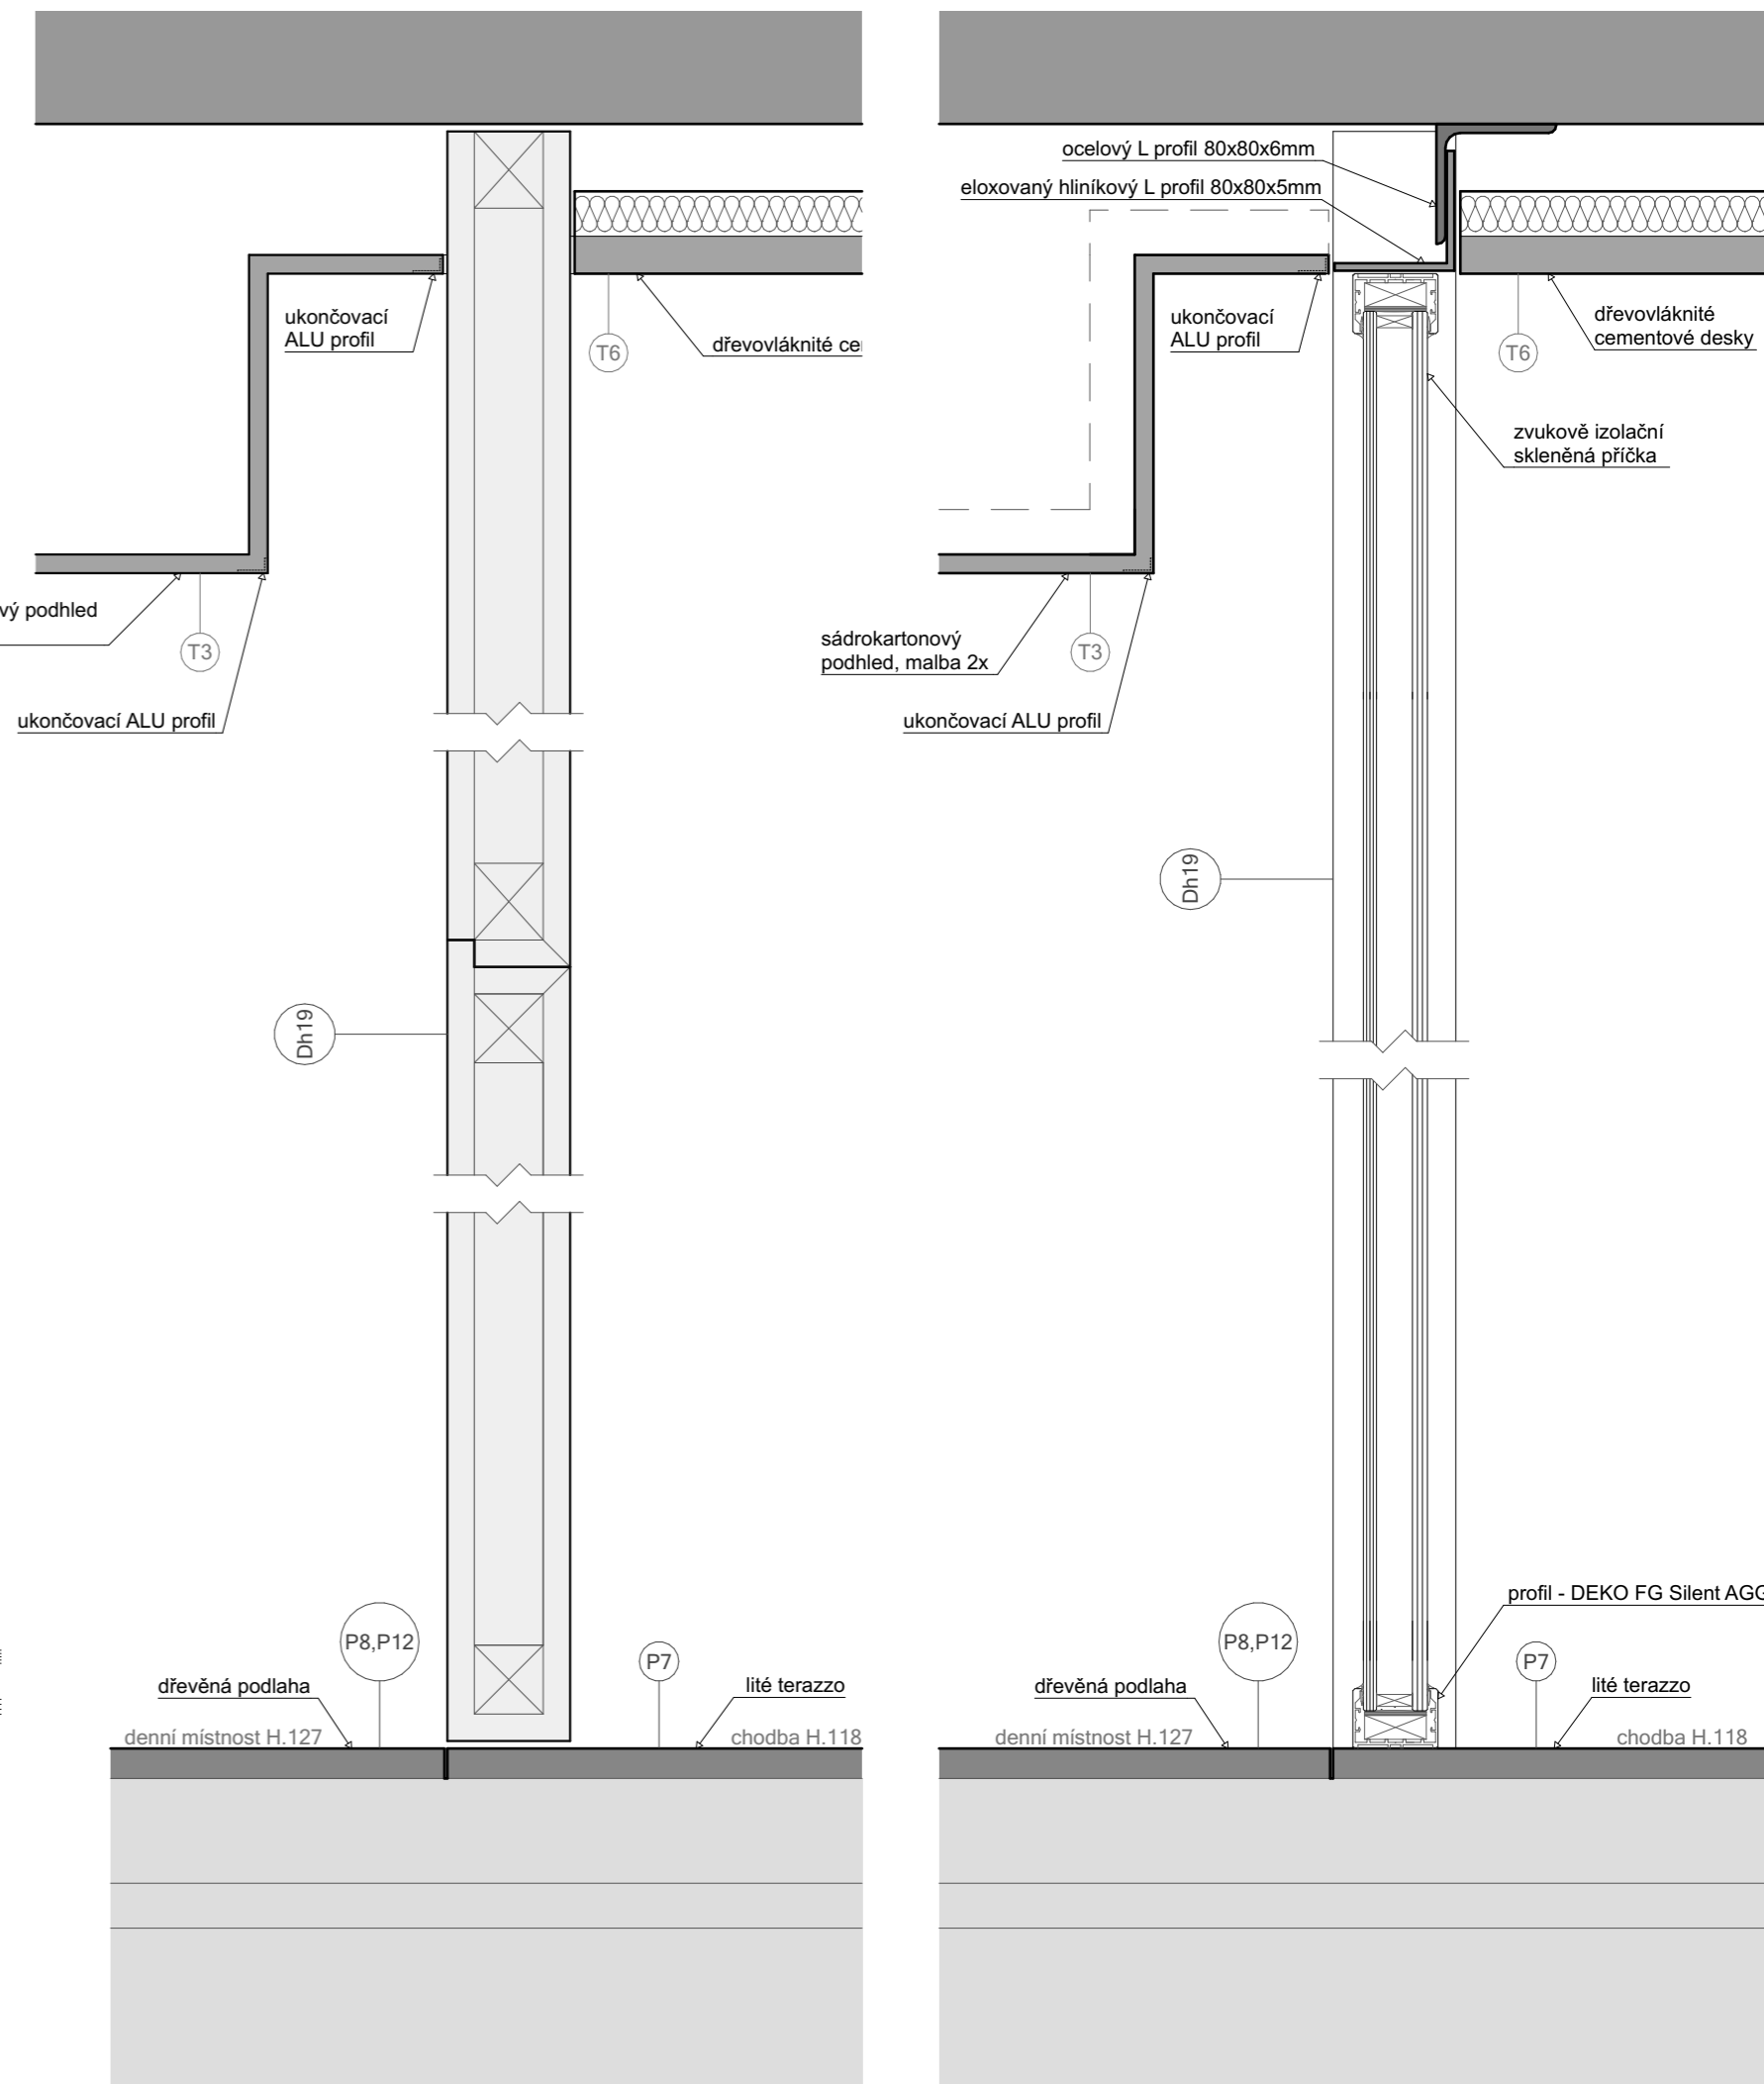 ukončovací
ALU profil
T6
dřevovláknité ce
vý podhled
T3
ukončovací ALU profil
Dh19
P8,P12
P7
dřevěná podlaha
lité terazzo
denní místnost H.127
chodba H.118
ocelový L profil 80x80x6mm
eloxovaný hliníkový L profil 80x80x5mm
ukončovací
ALU profil
T6
dřevovláknité
cementové desky
zvukově izolační
skleněná příčka
sádrokartonový
podhled, malba 2x
T3
ukončovací ALU profil
Dh19
profil - DEKO FG Silent AGG
P8,P12
P7
dřevěná podlaha
lité terazzo
denní místnost H.127
chodba H.118